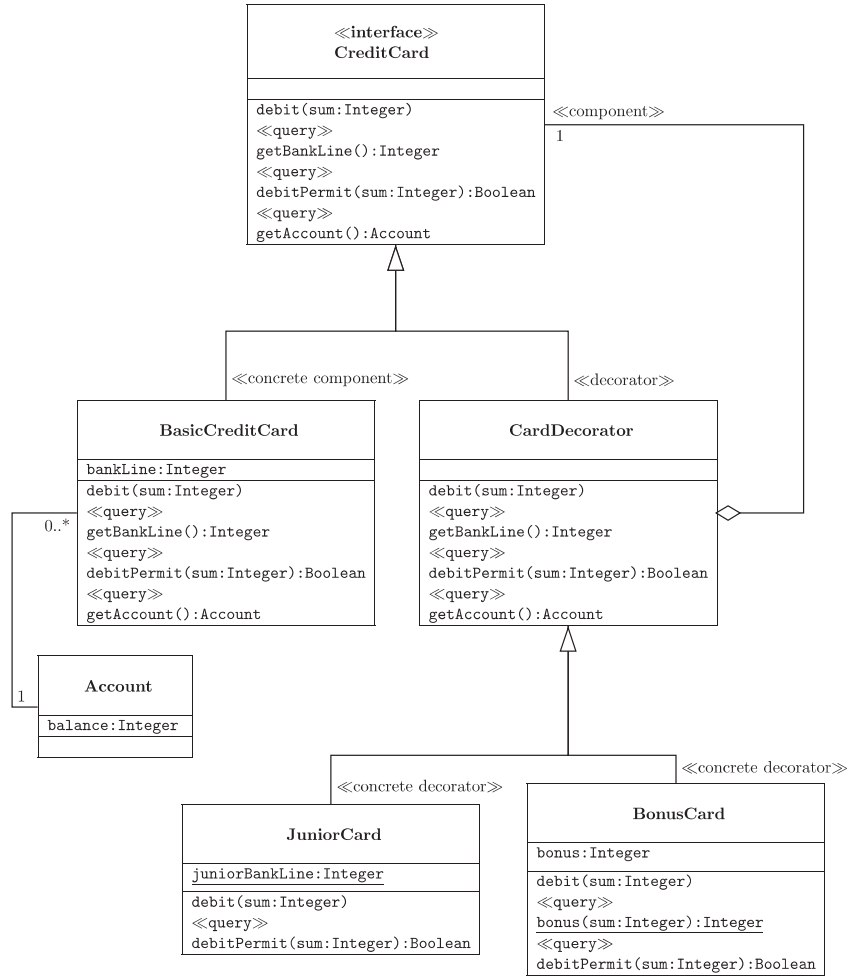 ≪interface≫
CreditCard
debit(sum:Integer)
≪query≫
getBankLine():Integer
≪query≫
debitPermit(sum:Integer):Boolean
≪query≫
getAccount():Account
≪component≫
1
≪concrete component≫
≪decorator≫
BasicCreditCard
bankLine:Integer
debit(sum:Integer)
≪query≫
getBankLine():Integer
≪query≫
debitPermit(sum:Integer):Boolean
≪query≫
getAccount():Account
0..*
CardDecorator
debit(sum:Integer)
≪query≫
getBankLine():Integer
≪query≫
debitPermit(sum:Integer):Boolean
≪query≫
getAccount():Account
1
Account
balance:Integer
≪concrete decorator≫
JuniorCard
juniorBankLine:Integer
debit(sum:Integer)
≪query≫
debitPermit(sum:Integer):Boolean
≪concrete decorator≫
BonusCard
bonus:Integer
debit(sum:Integer)
≪query≫
bonus(sum:Integer):Integer
≪query≫
debitPermit(sum:Integer):Boolean